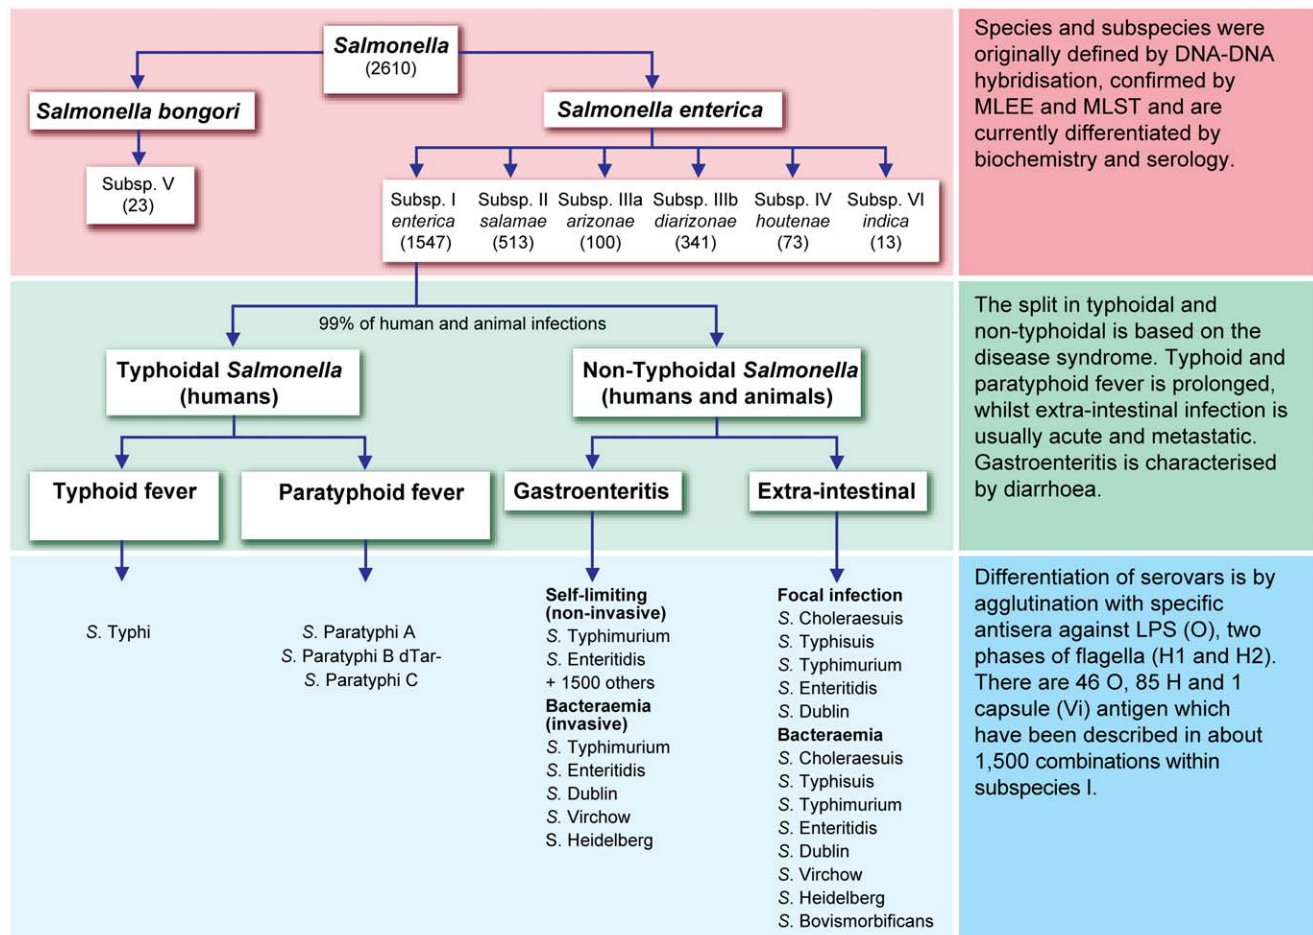 Salmonella
(2610)
Salmonella bongori
Salmonella enterica
Subsp. V
(23)
Subsp. I
enterica
(1547)
Subsp. II
salamae
(513)
Subsp. IIIa
arizonae
(100)
Subsp. IIIb
diarizonae
(341)
Subsp. IV
houtenae
(73)
Subsp. VI
indica
(13)
Species and subspecies were
originally defined by DNA-DNA
hybridisation, confirmed by
MLEE and MLST and are
currently differentiated by
biochemistry and serology.
99% of human and animal infections
Typhoidal Salmonella
(humans)
Non-Typhoidal Salmonella
(humans and animals)
Typhoid fever
Paratyphoid fever
Gastroenteritis
Extra-intestinal
The split in typhoidal and
non-typhoidal is based on the
disease syndrome. Typhoid and
paratyphoid fever is prolonged,
whilst extra-intestinal infection is
usually acute and metastatic.
Gastroenteritis is characterised
by diarrhoea.
S. Typhi
S. Paratyphi A
S. Paratyphi B dTar-
S. Paratyphi C
Self-limiting
(non-invasive)
S. Typhimurium
S. Enteritidis
+ 1500 others
Bacteraemia
(invasive)
S. Typhimurium
S. Enteritidis
S. Dublin
S. Virchow
S. Heidelberg
Focal infection
S. Choleraesuis
S. Typhisuis
S. Typhimurium
S. Enteritidis
S. Dublin
Bacteraemia
S. Choleraesuis
S. Typhisuis
S. Typhimurium
S. Enteritidis
S. Dublin
S. Virchow
S. Heidelberg
S. Bovismorbificans
Differentiation of serovars is by
agglutination with specific
antisera against LPS (O), two
phases of flagella (H1 and H2).
There are 46 O, 85 H and 1
capsule (Vi) antigen which
have been described in about
1,500 combinations within
subspecies I.